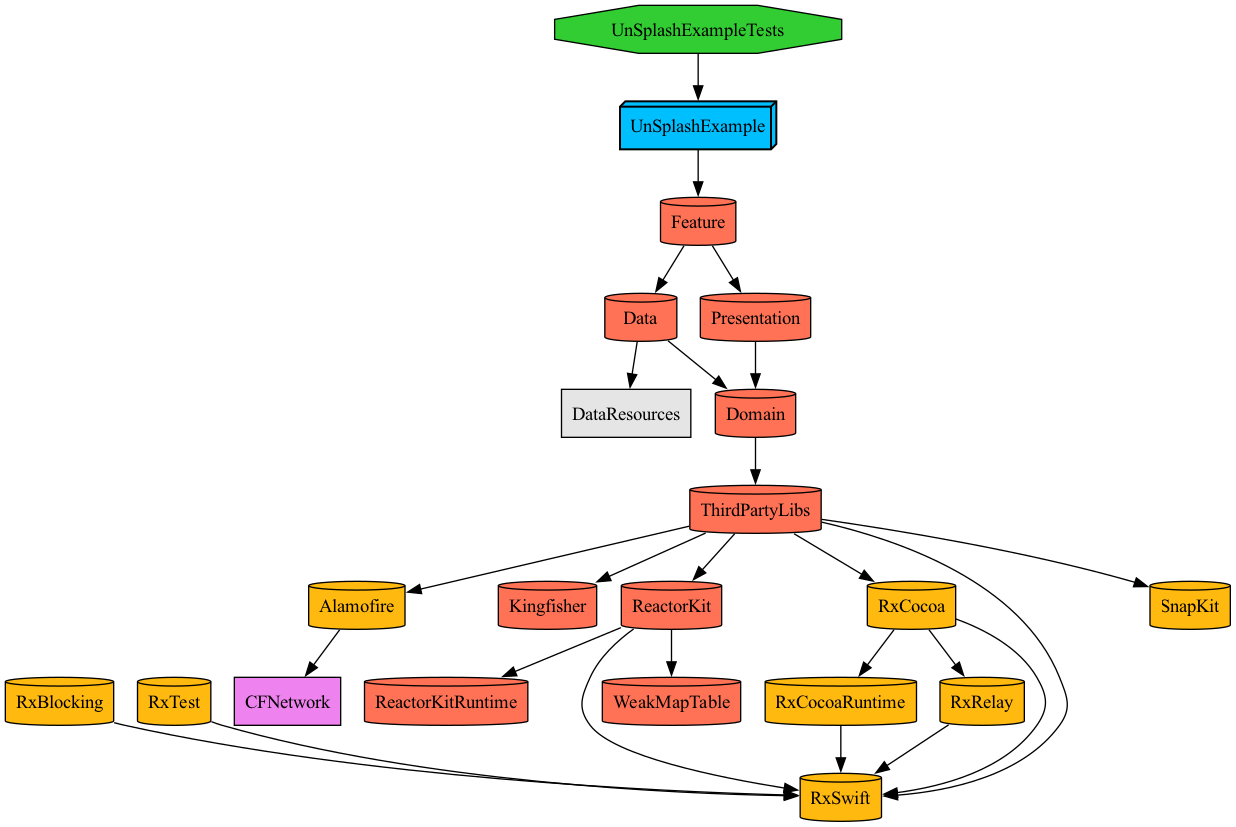 UnSplashExampleTests
UnSplashExample
Feature
Data
Presentation
DataResources
Domain
ThirdPartyLibs
Alamofire
Kingfisher
ReactorKit
RxCocoa
SnapKit
RxBlocking
RxTest
CFNetwork
ReactorKitRuntime
WeakMapTable
RxCocoaRuntime
RxRelay
RxSwift